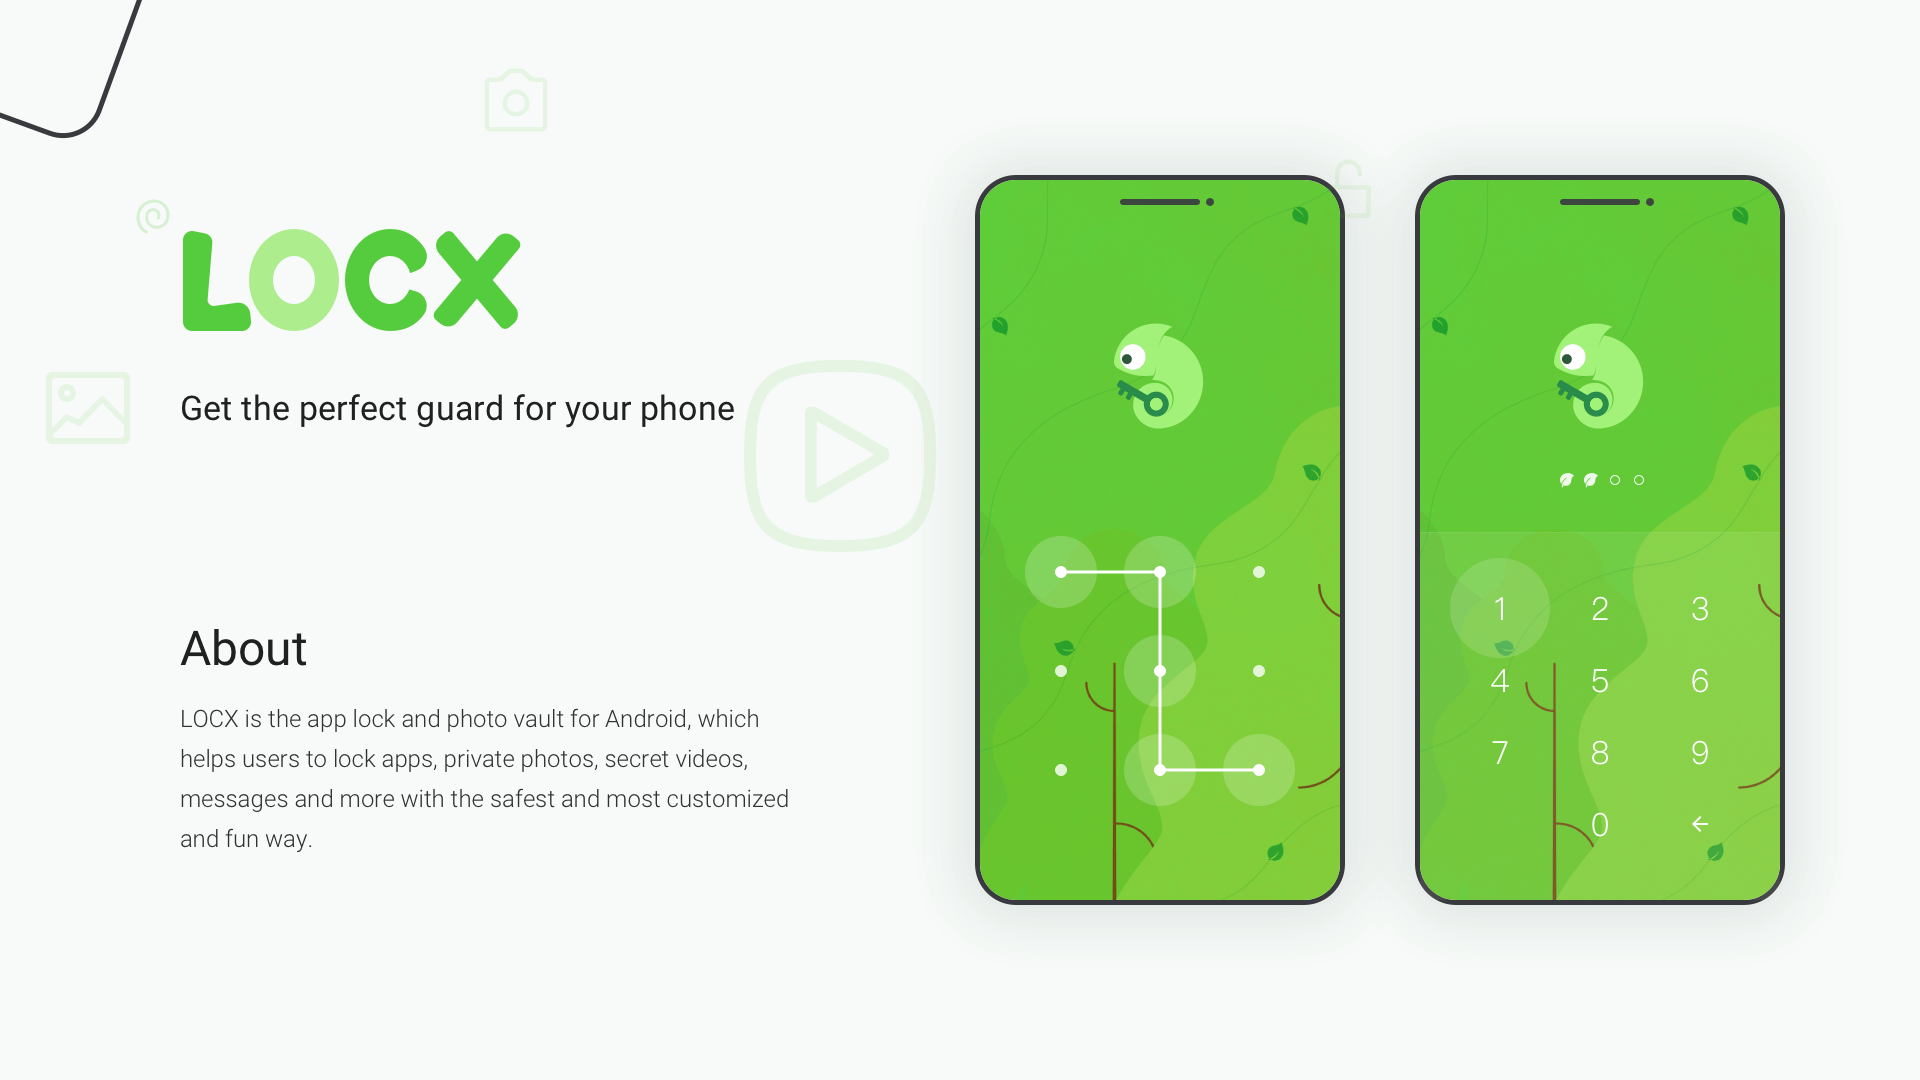 LOCX
Get the perfect guard for your phone
About
LOCX is the app lock and photo vault for Android, which
helps users to lock apps, private photos, secret videos,
messages and more with the safest and most customized
and fun way.
1 2 3
4 5 6
7 8 9
0